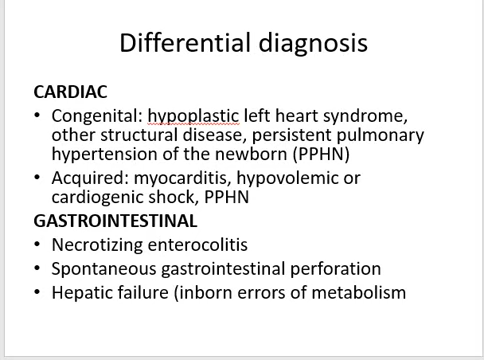 Differential diagnosis
CARDIAC
• Congenital: hypoplastic left heart syndrome,
other structural disease, persistent pulmonary
hypertension of the newborn (PPHN)
• Acquired: myocarditis, hypovolemic or
cardiogenic shock, PPHN
GASTROINTESTINAL
• Necrotizing enterocolitis
• Spontaneous gastrointestinal perforation
• Hepatic failure (inborn errors of metabolism